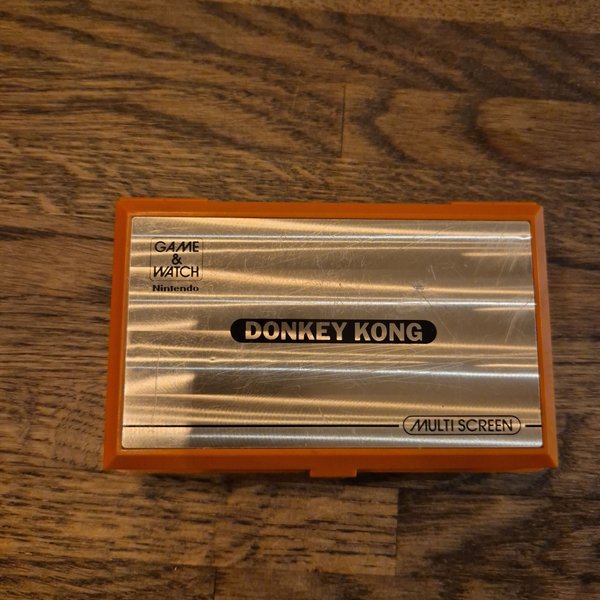 GAME
&
WATCH
Nintendo
DONKEY KONG
MULTI SCREEN